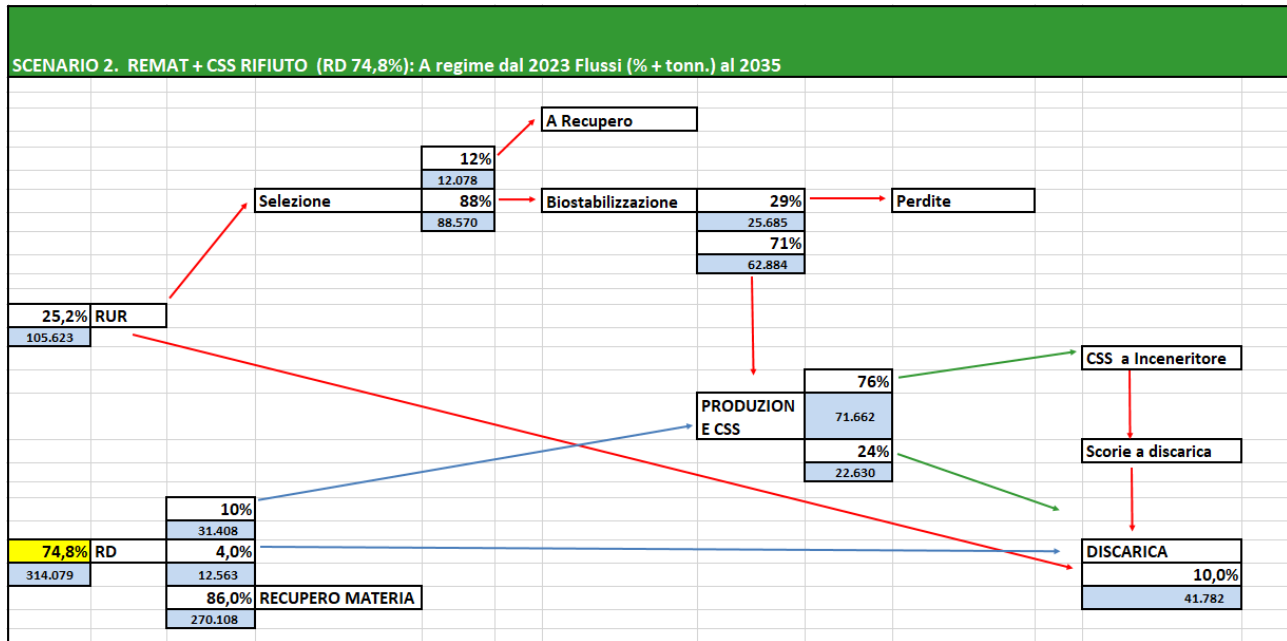 SCENARIO 2.  REMAT + CSS RIFIUTO  (RD 74,8%): A regime dal 2023 Flussi (% + tonn.) al 2035
A Recupero
12%
12.078
Selezione
88%
Biostabilizzazione
29%
Perdite
88.570
25.685
71%
62.884
25,2%
RUR
105.623
CSS  a Inceneritore
76%
PRODUZION
E CSS
71.662
24%
Scorie a discarica
22.630
10%
31.408
74,8%
RD
4,0%
DISCARICA
314.079
12.563
10,0%
86,0%
RECUPERO MATERIA
41.782
270.108